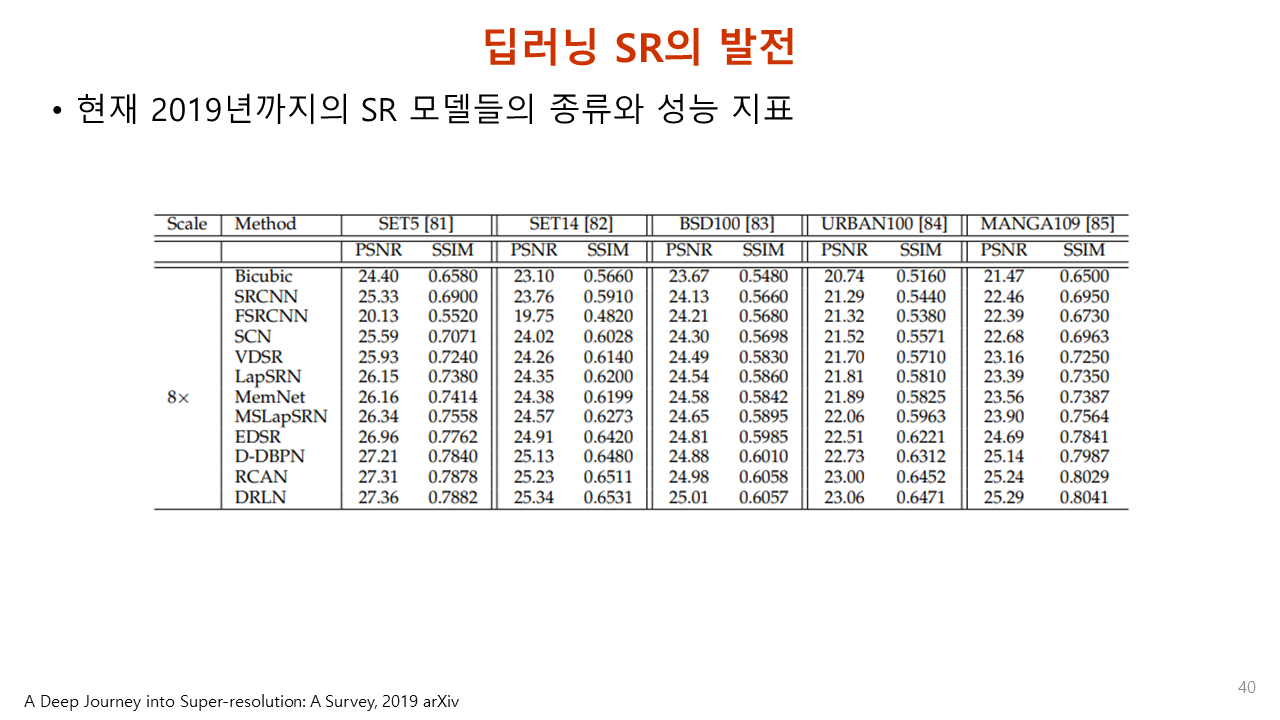 딥러닝 SR의 발전
• 현재 2019년까지의 SR 모델들의 종류와 성능 지표
Scale Method SET5 [81] SET14 [82] BSD100 [83] URBAN100 [84] MANGA109 [85]
PSNR SSIM PSNR SSIM PSNR SSIM PSNR SSIM PSNR SSIM
Bicubic 24.40 0.6580 23.10 0.5660 23.67 0.5480 20.74 0.5160 21.47 0.6500
SRCNN 25.33 0.6900 23.76 0.5910 24.13 0.5660 21.29 0.5440 22.46 0.6950
FSRCNN 20.13 0.5520 19.75 0.4820 24.21 0.5680 21.32 0.5380 22.39 0.6730
SCN 25.59 0.7071 24.02 0.6028 24.30 0.5698 21.52 0.5571 22.68 0.6963
VDSR 25.93 0.7240 24.26 0.6140 24.49 0.5830 21.70 0.5710 23.16 0.7250
LapSRN 26.15 0.7380 24.35 0.6200 24.54 0.5860 21.81 0.5810 23.39 0.7350
8× MemNet 26.16 0.7414 24.38 0.6199 24.58 0.5842 21.89 0.5825 23.56 0.7387
MSLapSRN 26.34 0.7558 24.57 0.6273 24.65 0.5895 22.06 0.5963 23.90 0.7564
EDSR 26.96 0.7762 24.91 0.6420 24.81 0.5985 22.51 0.6221 24.69 0.7841
D-DBPN 27.21 0.7840 25.13 0.6480 24.88 0.6010 22.73 0.6312 25.14 0.7987
RCAN 27.31 0.7878 25.23 0.6511 24.98 0.6058 23.00 0.6452 25.24 0.8029
DRLN 27.36 0.7882 25.34 0.6531 25.01 0.6057 23.06 0.6471 25.29 0.8041
A Deep Journey into Super-resolution: A Survey, 2019 arXiv
40